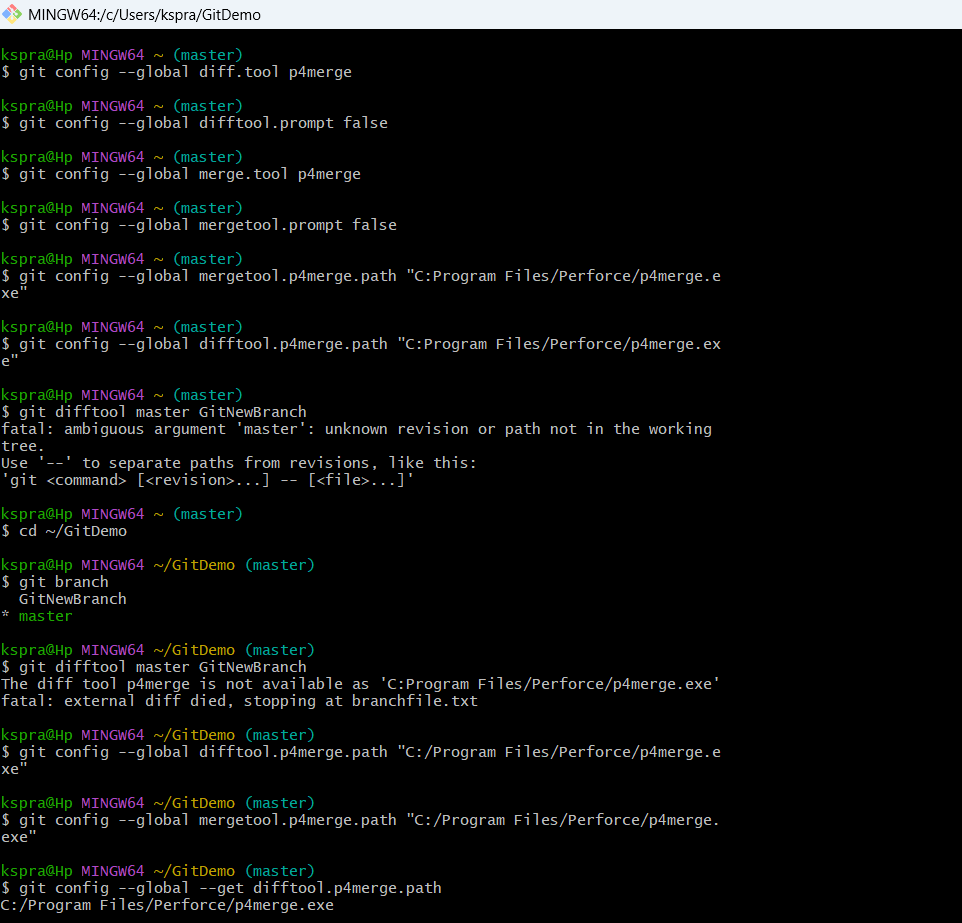 MINGW64:/c/Users/kspra/GitDemo
kspra@Hp MINGW64 ~ (master)
$ git config --global diff.tool p4merge
kspra@Hp MINGW64 ~ (master)
$ git config --global difftool.prompt false
kspra@Hp MINGW64 ~ (master)
$ git config --global merge.tool p4merge
kspra@Hp MINGW64 ~ (master)
$ git config --global mergetool.prompt false
kspra@Hp MINGW64 ~ (master)
$ git config --global mergetool.p4merge.path "C:Program Files/Perforce/p4merge.e
xe"
kspra@Hp MINGW64 ~ (master)
$ git config --global difftool.p4merge.path "C:Program Files/Perforce/p4merge.ex
e"
kspra@Hp MINGW64 ~ (master)
$ git difftool master GitNewBranch
fatal: ambiguous argument 'master': unknown revision or path not in the working
tree.
Use '--' to separate paths from revisions, like this:
'git <command> [<revision>...] -- [<file>...]'
kspra@Hp MINGW64 ~ (master)
$ cd ~/GitDemo
kspra@Hp MINGW64 ~/GitDemo (master)
$ git branch
  GitNewBranch
* master
kspra@Hp MINGW64 ~/GitDemo (master)
$ git difftool master GitNewBranch
The diff tool p4merge is not available as 'C:Program Files/Perforce/p4merge.exe'
fatal: external diff died, stopping at branchfile.txt
kspra@Hp MINGW64 ~/GitDemo (master)
$ git config --global difftool.p4merge.path "C:/Program Files/Perforce/p4merge.e
xe"
kspra@Hp MINGW64 ~/GitDemo (master)
$ git config --global mergetool.p4merge.path "C:/Program Files/Perforce/p4merge.
exe"
kspra@Hp MINGW64 ~/GitDemo (master)
$ git config --global --get difftool.p4merge.path
C:/Program Files/Perforce/p4merge.exe